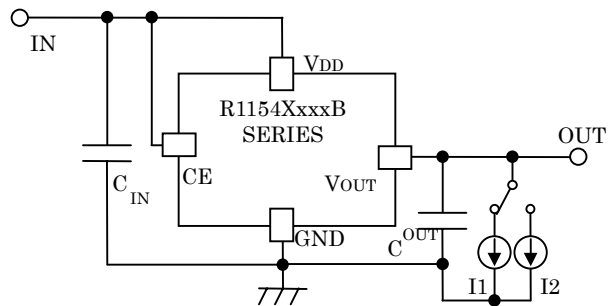 IN
VDD
R1154XxxxB
SERIES
OUT
CE
VOUT
CIN
GND
COUT
I1
I2